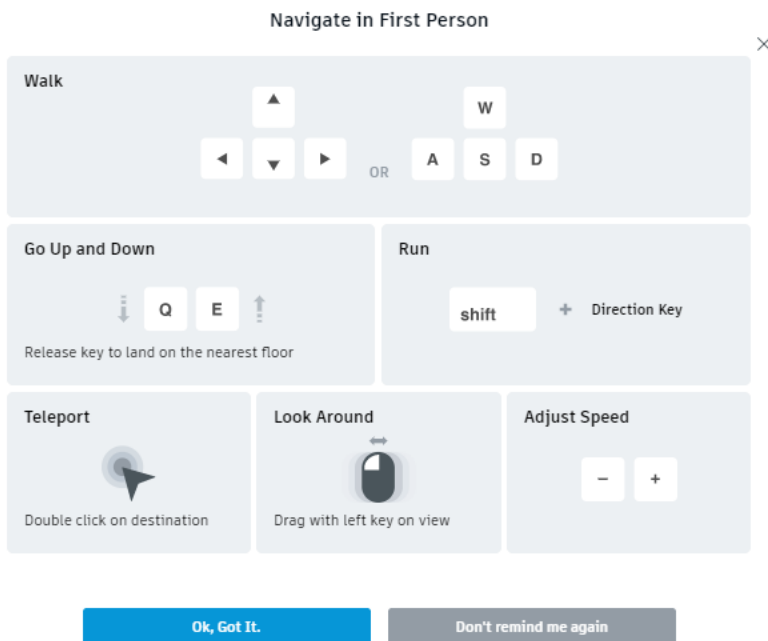 Navigate in First Person
Walk
W
OR
A S D
Go Up and Down
Q E
Release key to land on the nearest floor
Run
shift + Direction Key
Teleport
Double click on destination
Look Around
Drag with left key on view
Adjust Speed
- +
Ok, Got It.
Don't remind me again